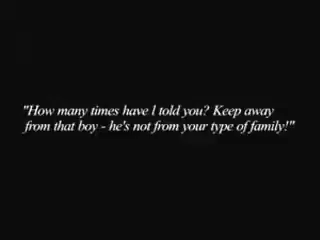 "How many times have I told you? Keep away
from that boy - he's not from your type of family!"